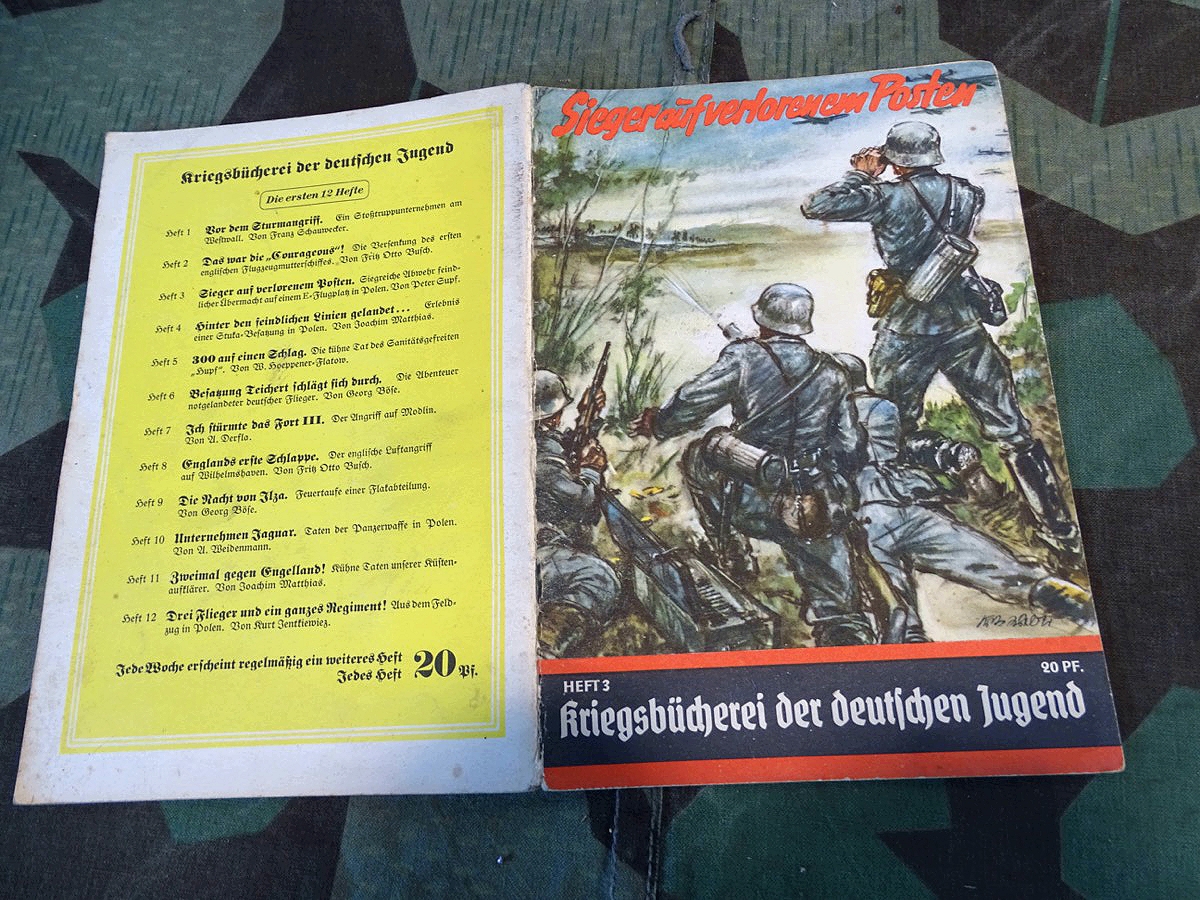 Kriegsbücherei der deutschen Jugend
Die ersten 12 Hefte
Heft 1 Vor dem Sturmangriff. Ein Stoßtruppunternehmen am
Westwall. Von Franz Schauwecker.
Heft 2 Das war die „Courageous“! Die Versenkung des ersten
englischen Flugzeugmutterschiffes. Von Fritz Otto Busch.
Heft 3 Sieger auf verlorenem Posten. Siegreiche Abwehr feind-
licher Übermacht auf einem E-Flugplatz in Polen. Von Peter Supf.
Heft 4 Hinter den feindlichen Linien gelandet... Erlebnis
einer Stuka-Besatzung in Polen. Von Joachim Matthias.
Heft 5 300 auf einen Schlag. Die kühne Tat des Sanitätsgefreiten
„Hupf“. Von W. Hoeppener-Flatow.
Heft 6 Besatzung Teichert schlägt sich durch. Die Abenteuer
notgelandeter deutscher Flieger. Von Georg Böse.
Heft 7 Ich stürmte das Fort III. Der Angriff auf Modlin.
Von A. Derfla.
Heft 8 Englands erste Schlappe. Der englische Luftangriff
auf Wilhelmshaven. Von Fritz Otto Busch.
Heft 9 Die Nacht von Ilza. Feuertaufe einer Flakabteilung.
Von Georg Böse.
Heft 10 Unternehmen Jaguar. Taten der Panzerwaffe in Polen.
Von A. Weidenmann.
Heft 11 Zweimal gegen Engelland! Kühne Taten unserer Küsten-
aufklärer. Von Joachim Matthias.
Heft 12 Drei Flieger und ein ganzes Regiment! Aus dem Feld-
zug in Polen. Von Kurt Jentkiewiez.
Jede Woche erscheint regelmäßig ein weiteres Heft
Jedes Heft 20 Pf.
Sieger auf verlorenem Posten
HEFT 3
20 PF.
Kriegsbücherei der deutschen Jugend